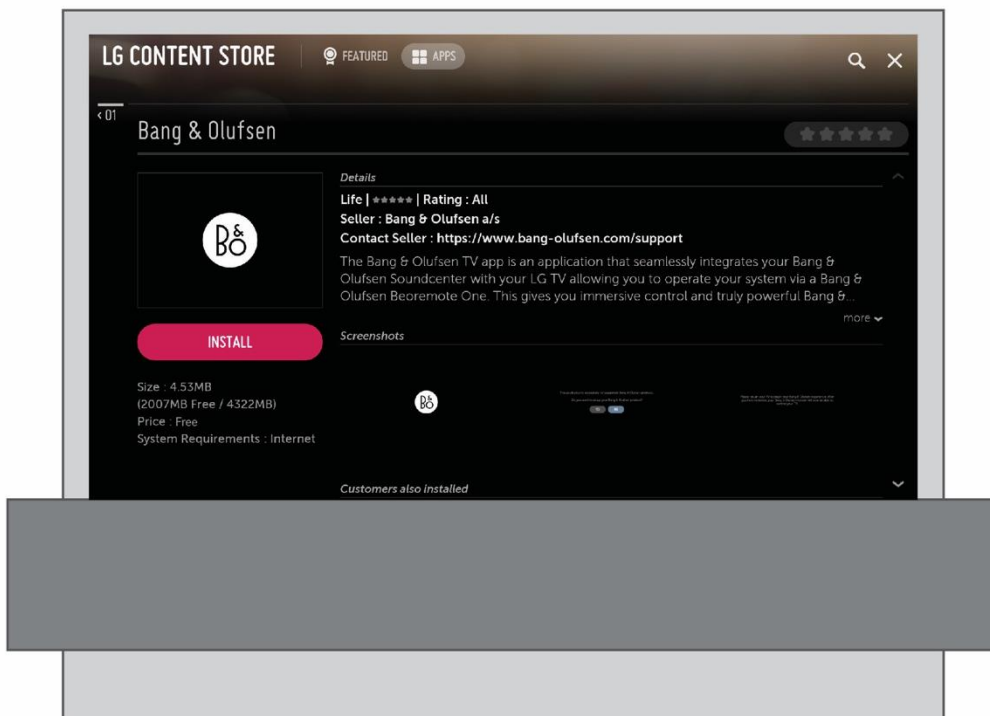 LG CONTENT STORE
FEATURED
APPS
<01
Bang & Olufsen
Details
Life | ★★★★★ | Rating : All
Seller : Bang & Olufsen a/s
Contact Seller : https://www.bang-olufsen.com/support
The Bang & Olufsen TV app is an application that seamlessly integrates your Bang &
Olufsen Soundcenter with your LG TV allowing you to operate your system via a Bang &
Olufsen Beoremote One. This gives you immersive control and truly powerful Bang &...
more
B&O
INSTALL
Size : 4.53MB
(2007MB Free / 4322MB)
Price : Free
System Requirements : Internet
Screenshots
B&O
Customers also installed